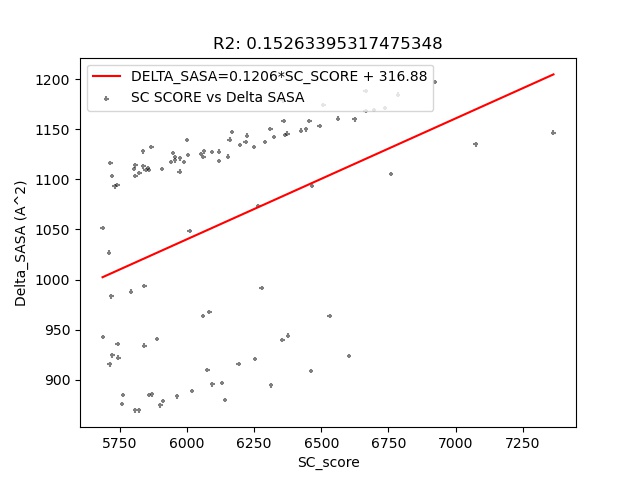 R2: 0.15263395317475348
DELTA_SASA=0.1206*SC_SCORE + 316.88
SC SCORE vs Delta SASA
Delta_SASA (A^2)
1200
1150
1100
1050
1000
950
900
5750 6000 6250 6500 6750 7000 7250
SC_score